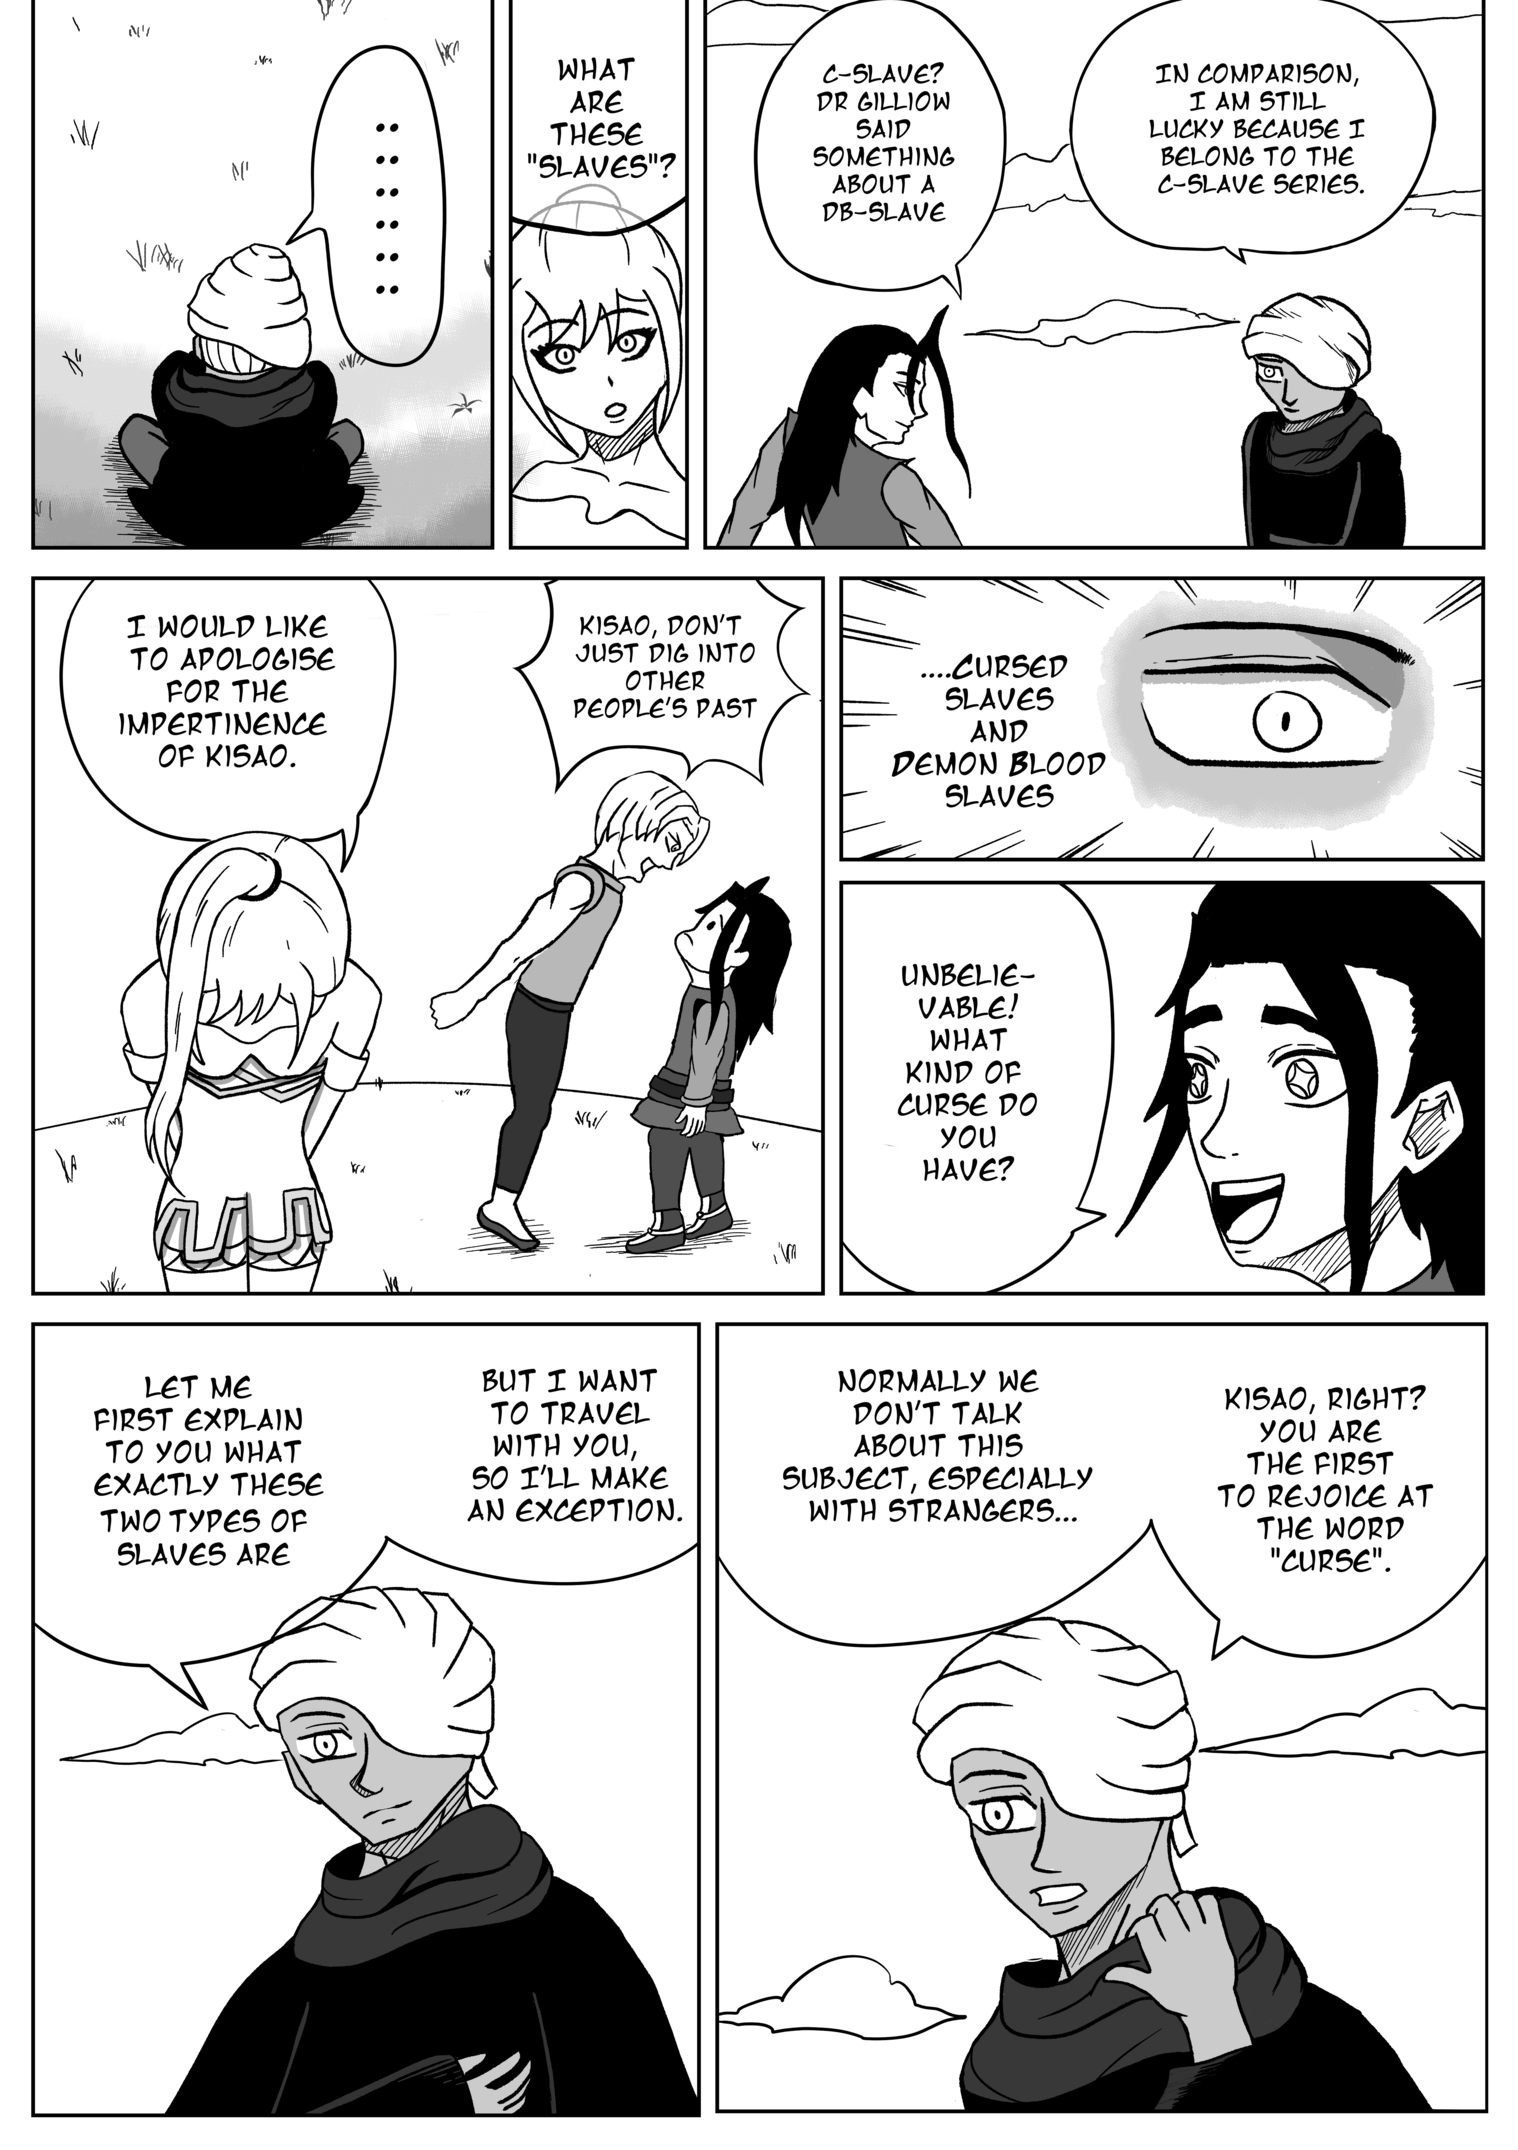 IN COMPARISON,
I AM STILL
LUCKY BECAUSE I
BELONG TO THE
C-SLAVE SERIES.
C-SLAVE?
DR GILLIOW
SAID
SOMETHING
ABOUT A
DB-SLAVE
WHAT
ARE
THESE
"SLAVES"?
....CURSED
SLAVES
AND
DEMON BLOOD
SLAVES
UNBELIE-
VABLE!
WHAT
KIND OF
CURSE DO
YOU
HAVE?
KISAO, DON'T
JUST DIG INTO
OTHER
PEOPLE'S PAST
I WOULD LIKE
TO APOLOGISE
FOR THE
IMPERTINENCE
OF KISAO.
KISAO, RIGHT?
YOU ARE
THE FIRST
TO REJOICE AT
THE WORD
"CURSE".
NORMALLY WE
DON'T TALK
ABOUT THIS
SUBJECT, ESPECIALLY
WITH STRANGERS...
BUT I WANT
TO TRAVEL
WITH YOU,
SO I'LL MAKE
AN EXCEPTION.
LET ME
FIRST EXPLAIN
TO YOU WHAT
EXACTLY THESE
TWO TYPES OF
SLAVES ARE